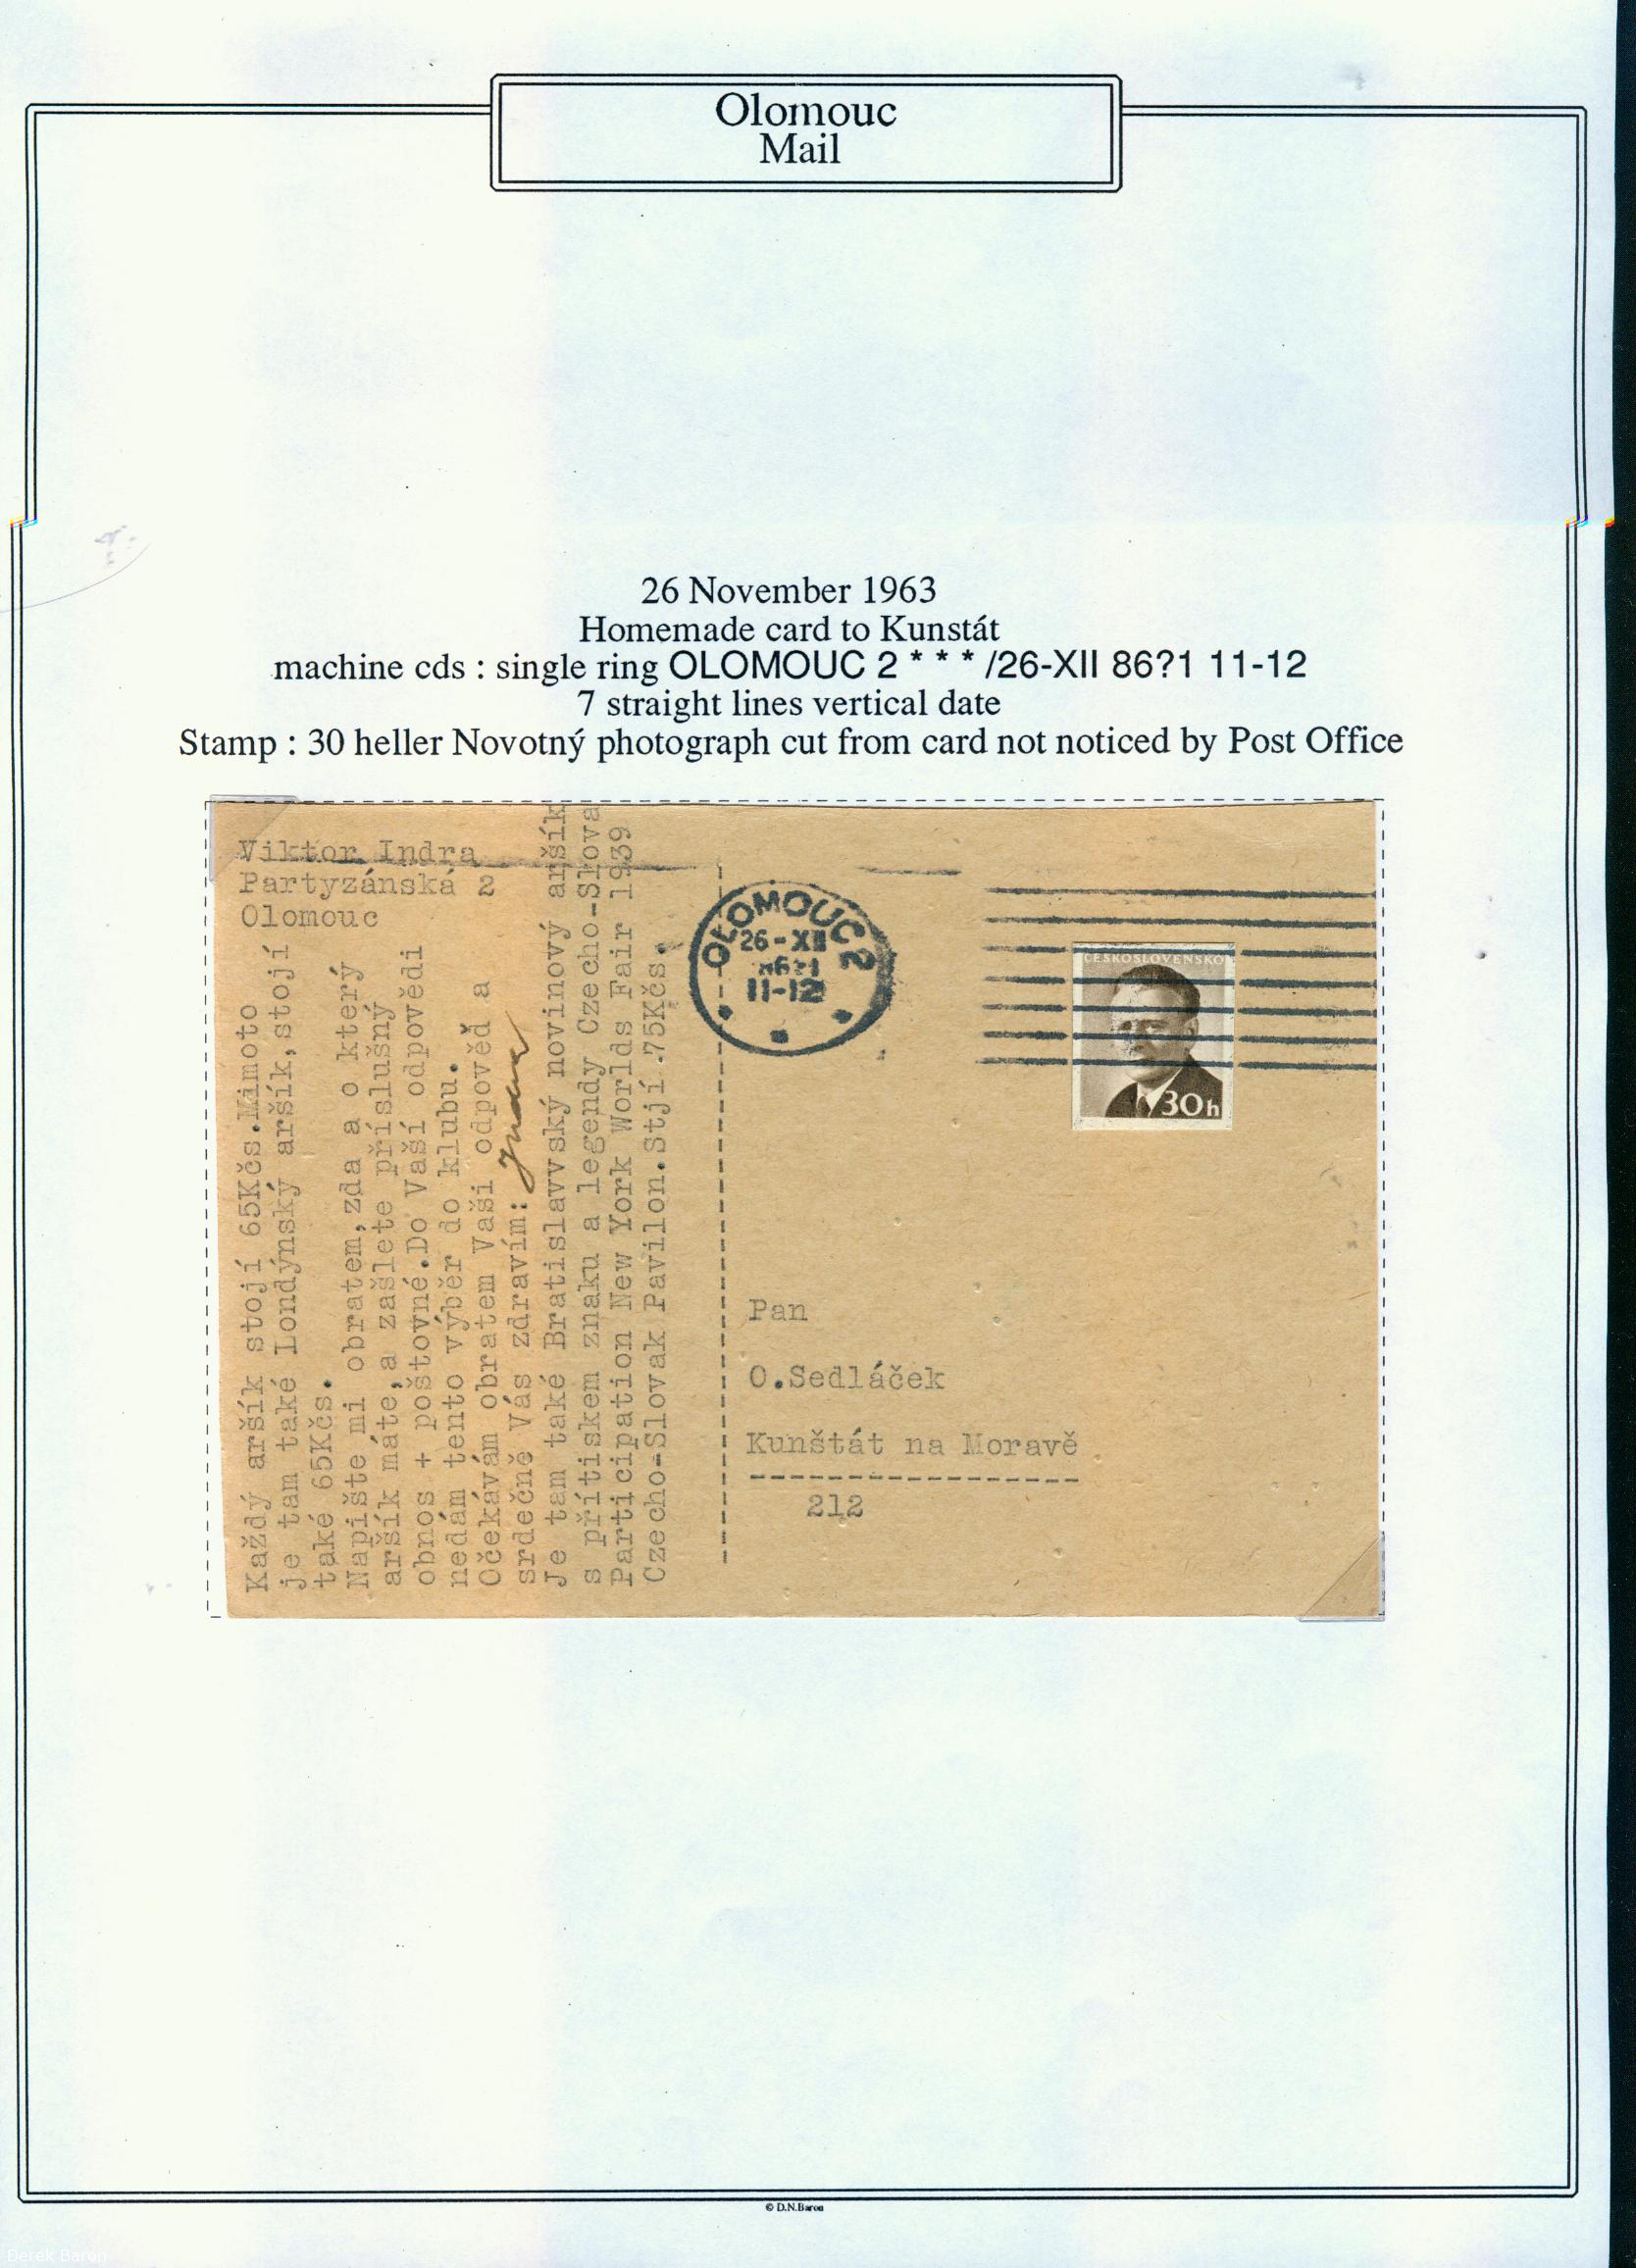 Olomouc
Mail
26 November 1963
Homemade card to Kunstát
machine cds : single ring OLOMOUC 2 * * * /26-XII 86?1 11-12
7 straight lines vertical date
Stamp : 30 heller Novotný photograph cut from card not noticed by Post Office
Viktor Indra
Partyzánská 2
Olomouc
Každý aršík stojí 65Kčs.Mimoto
je tam také Londýnský aršík,stojí
také 65Kčs.
Napište mi obratem,zda a o který
aršík máte,a zašlete příslušný
obnos + poštovné.Do Vaší odpovědi
nedám tento výběr do klubu.
Očekávám obratem Vaši odpověď a
srdečně Vás zdravím:
Je tam také Bratislavvský novinový aršík
s přítiskem znaku a legendy Czecho-Slova
Participation New York Worlds Fair 1939
Czecho-Slovak Pavilon.Stjí.75Kčs.
OLOMOUC 2
26-XII
11-12
ČESKOSLOVENSKO
30h
Pan
O.Sedláček
Kunštát na Moravě
212
© D.N.Baron
Derek Baron